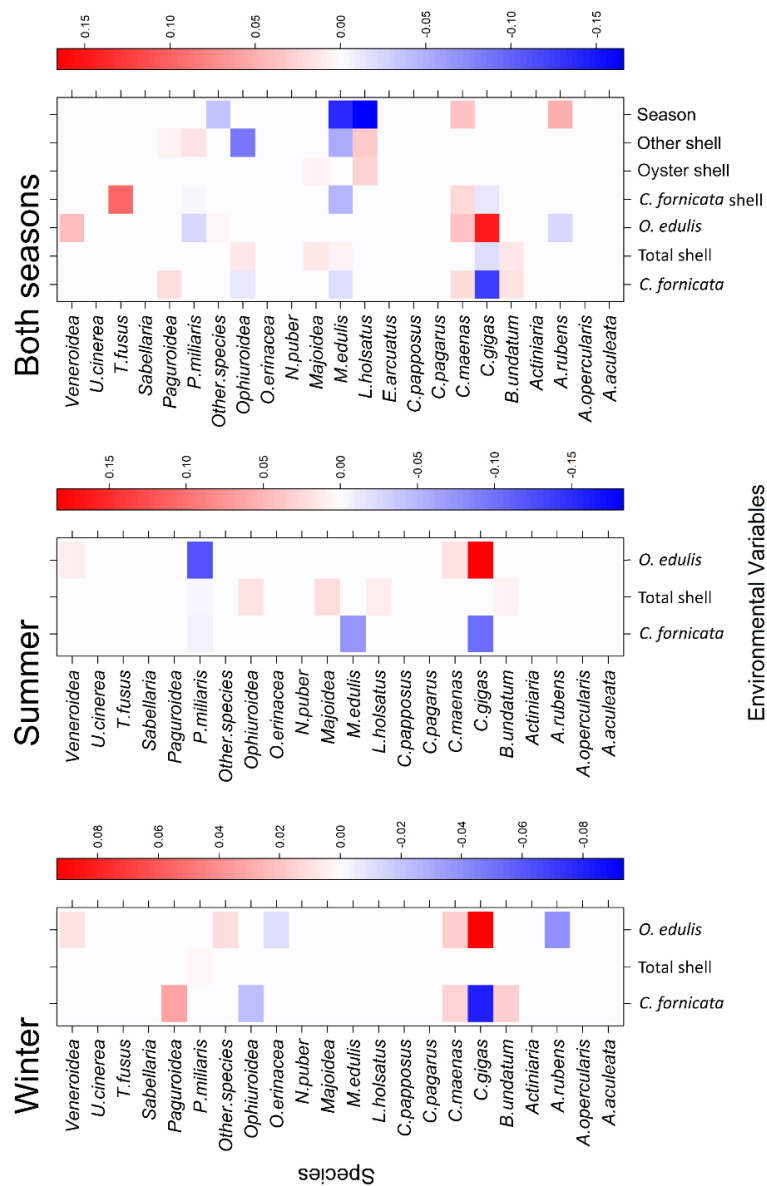 Winter
Species
Veneroidea
U.cinerea
T.fusus
Sabellaria
Paguroidea
P.miliaris
Other.species
Ophiuroidea
O.erinacea
N.puber
Majoidea
M.edulis
L.holsatus
C.papposus
C.pagarus
C.maenas
C.gigas
B.undatum
Actiniaria
A.rubens
A.opercularis
A.aculeata
C. fornicata
Total shell
O. edulis
0.08
0.06
0.04
0.02
0.00
-0.02
-0.04
-0.06
-0.08
Summer
Veneroidea
U.cinerea
T.fusus
Sabellaria
Paguroidea
P.miliaris
Other.species
Ophiuroidea
O.erinacea
N.puber
Majoidea
M.edulis
L.holsatus
C.papposus
C.pagarus
C.maenas
C.gigas
B.undatum
Actiniaria
A.rubens
A.opercularis
A.aculeata
C. fornicata
Total shell
O. edulis
0.15
0.10
0.05
0.00
-0.05
-0.10
-0.15
Both seasons
Veneroidea
U.cinerea
T.fusus
Sabellaria
Paguroidea
P.miliaris
Other.species
Ophiuroidea
O.erinacea
N.puber
Majoidea
M.edulis
L.holsatus
E.arcuatus
C.papposus
C.pagarus
C.maenas
C.gigas
B.undatum
Actiniaria
A.rubens
A.opercularis
A.aculeata
C. fornicata
Total shell
O. edulis
C. fornicata shell
Oyster shell
Other shell
Season
0.15
0.10
0.05
0.00
-0.05
-0.10
-0.15
Environmental Variables